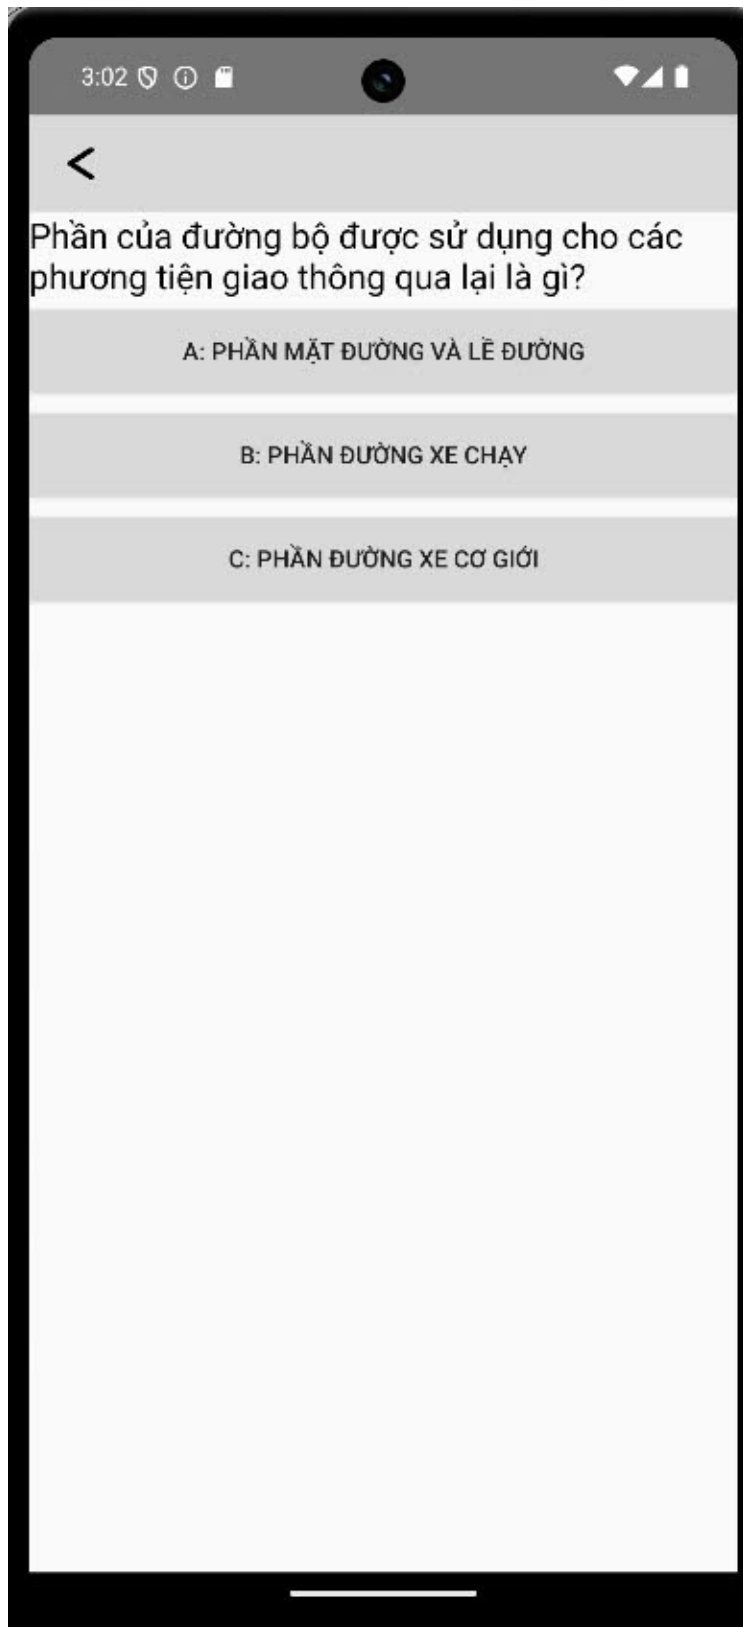 3:02
Phần của đường bộ được sử dụng cho các
phương tiện giao thông qua lại là gì?
A: PHẦN MẶT ĐƯỜNG VÀ LỀ ĐƯỜNG
B: PHẦN ĐƯỜNG XE CHẠY
C: PHẦN ĐƯỜNG XE CƠ GIỚI